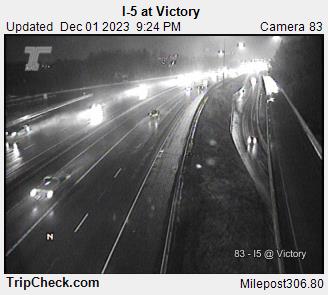 I-5 at Victory
Updated Dec 01 2023 9:24 PM Camera 83
T
N
83 - I5 @ Victory
TripCheck.com Milepost306.80